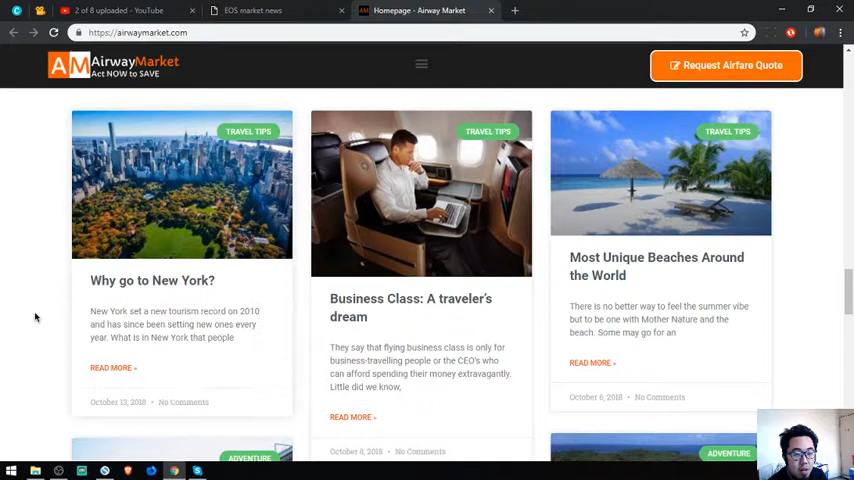 2 of 8 uploaded - YouTube
EOS market news
Homepage - Airway Market
https://airwaymarket.com
AM AirwayMarket
Act NOW to SAVE
Request Airfare Quote
TRAVEL TIPS
TRAVEL TIPS
TRAVEL TIPS
Why go to New York?
New York set a new tourism record on 2010
and has since been setting new ones every
year. What is in New York that people
READ MORE »
October 13, 2018 • No Comments
Business Class: A traveler's
dream
They say that flying business class is only for
business-travelling people or the CEO's who
can afford spending their money extravagantly.
Little did we know,
READ MORE »
October 8, 2018 • No Comments
Most Unique Beaches Around
the World
There is no better way to feel the summer vibe
but to be one with Mother Nature and the
beach. Some may go for an
READ MORE »
October 6, 2018 • No Comments
ADVENTURE
ADVENTURE